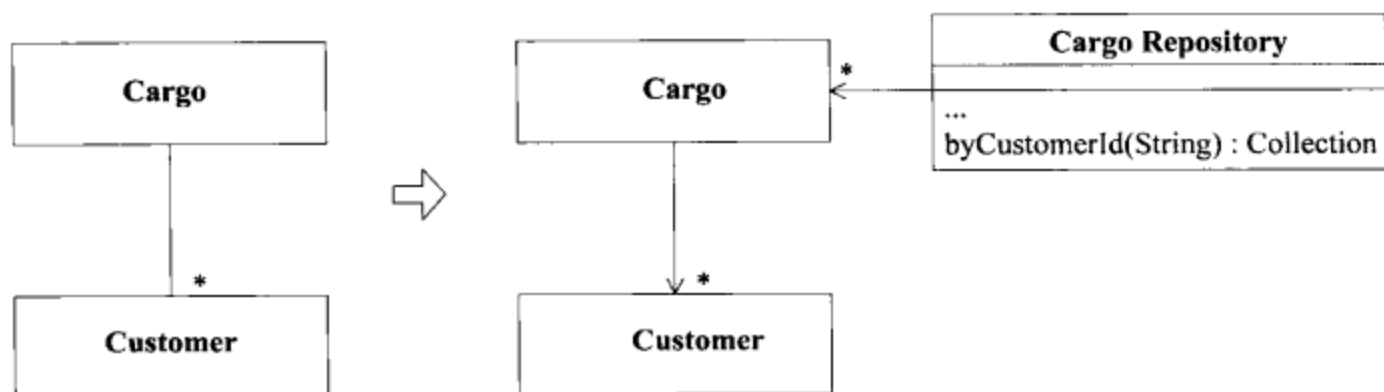 Cargo
*
Customer
Cargo
*
*
Customer
Cargo Repository
...
byCustomerId(String) : Collection